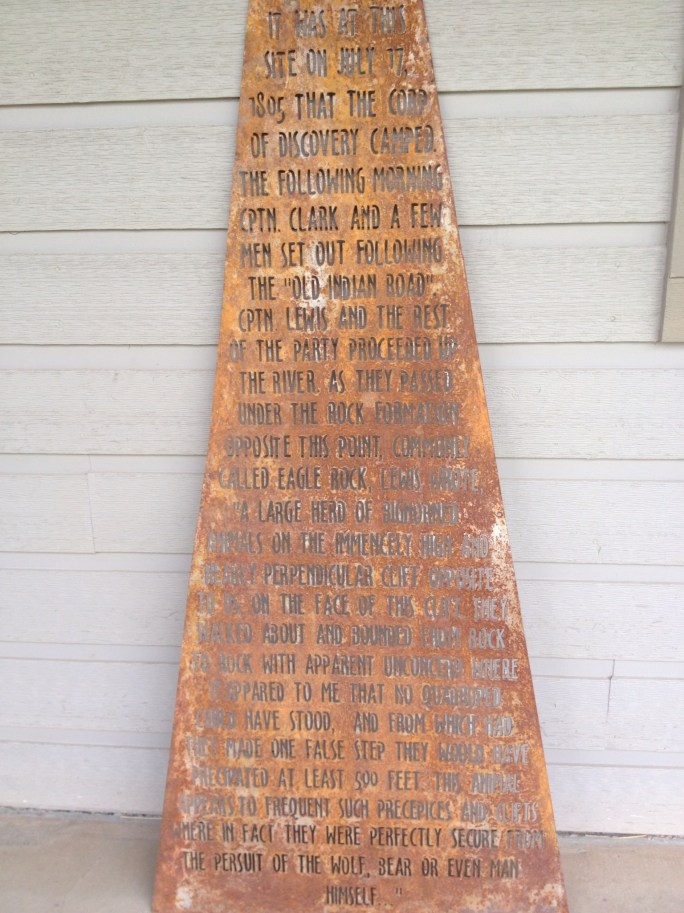 IT WAS AT THIS
SITE ON JULY 17,
1805 THAT THE CORP
OF DISCOVERY CAMPED.
THE FOLLOWING MORNING
CPTN. CLARK AND A FEW
MEN SET OUT FOLLOWING
THE "OLD INDIAN ROAD".
CPTN. LEWIS AND THE REST
OF THE PARTY PROCEEDED UP
THE RIVER. AS THEY PASSED
UNDER THE ROCK FORMATION
OPPOSITE THIS POINT, COMMONLY
CALLED EAGLE ROCK, LEWIS WROTE,
"A LARGE HERD OF BIGHORNED
ANIMALS ON THE IMMENCELY HIGH AND
NEARLY PERPENDICULAR CLIFT OPPOSITE
TO US. ON THE FACE OF THIS CLIFT THEY
WALKED ABOUT AND BOUNDED FROM ROCK
TO ROCK WITH APPARENT UNCONCERN WHERE
IT APPARED TO ME THAT NO QUADRUPED
COULD HAVE STOOD, AND FROM WHICH HAD
THEY MADE ONE FALSE STEP THEY WOULD HAVE
PRECIPATED AT LEAST 500 FEET. THIS ANIMAL
APPEARS TO FREQUENT SUCH PRECEPICES AND CLIFTS
WHERE IN FACT THEY WERE PERFECTLY SECURE FROM
THE PERSUIT OF THE WOLF, BEAR OR EVEN MAN
HIMSELF..."